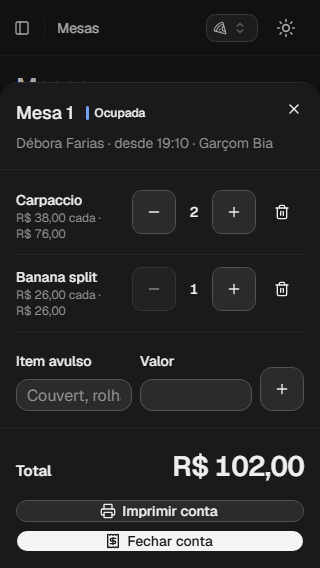 Mesas
Mesa 1
Ocupada
Débora Farias · desde 19:10 · Garçom Bia
Carpaccio
R$ 38,00 cada ·
R$ 76,00
2
Banana split
R$ 26,00 cada ·
R$ 26,00
1
Item avulso
Valor
Couvert, rolh
Total
R$ 102,00
Imprimir conta
Fechar conta